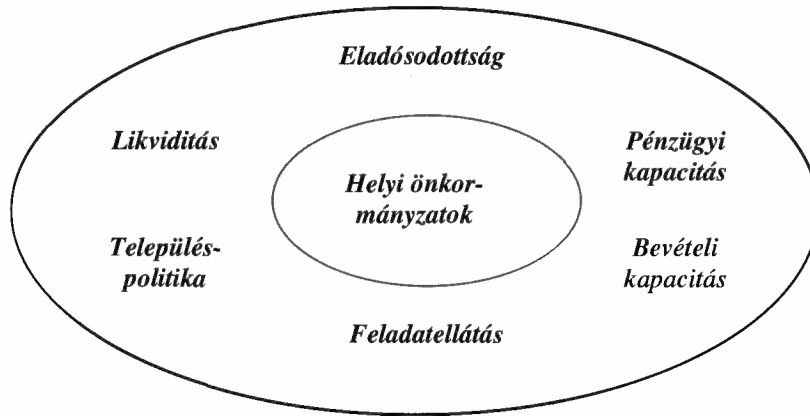 Eladósodottság
Likviditás
Pénzügyi
kapacitás
Helyi önkor-
mányzatok
Település-
politika
Bevételi
kapacitás
Feladatellátás